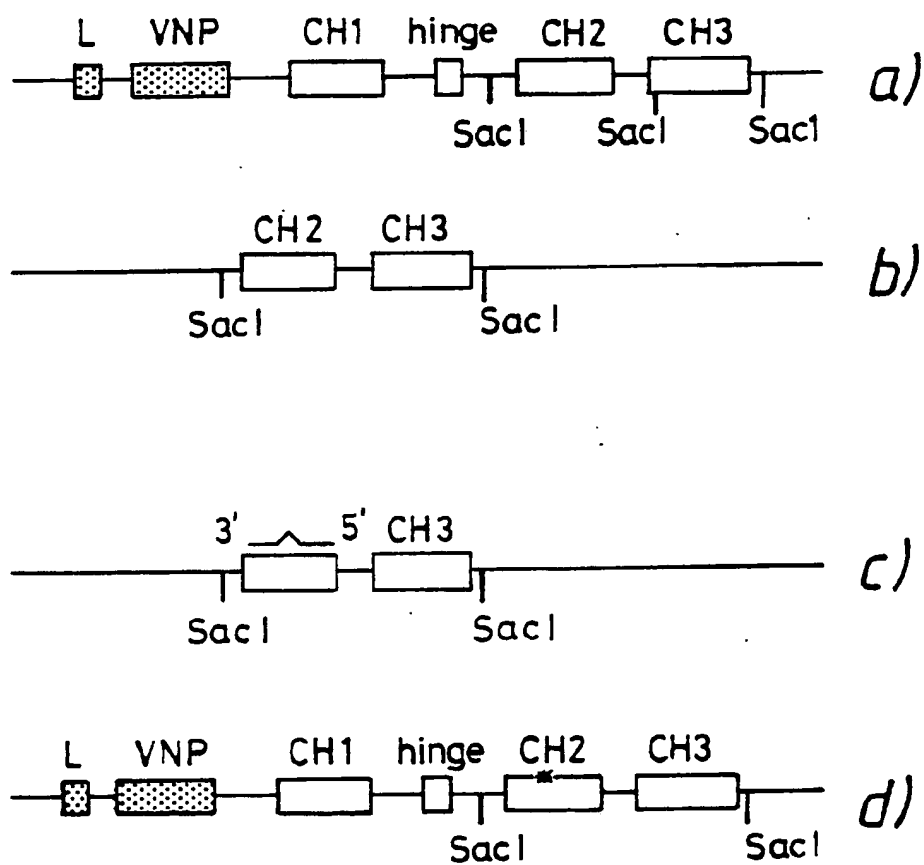 L VNP CH1 hinge CH2 CH3
a)
SacI SacI Sac1
CH2 CH3
b)
SacI SacI
3' 5' CH3
c)
SacI SacI
L VNP CH1 hinge CH2 CH3
d)
SacI SacI